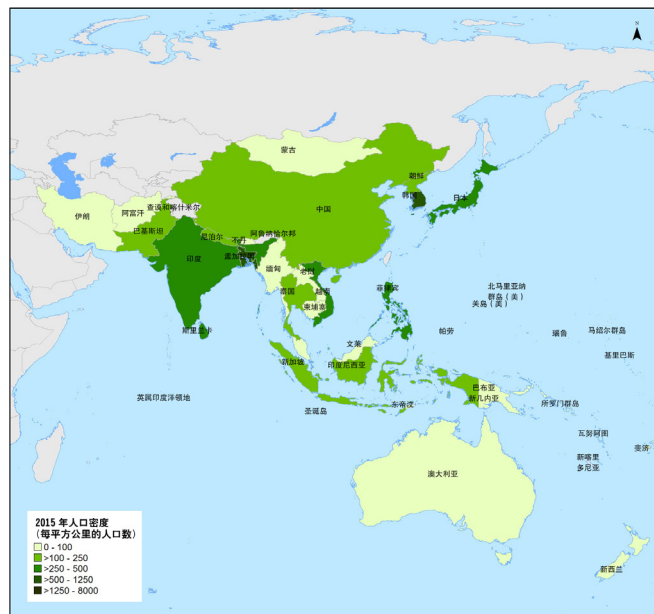 N
蒙古
朝鲜
韩国
日本
中国
查谟和喀什米尔
阿富汗
伊朗
巴基斯坦
尼泊尔
不丹
阿鲁纳恰尔邦
印度
孟加拉国
缅甸
老挝
泰国
越南
柬埔寨
菲律宾
斯里兰卡
北马里亚纳
群岛（美）
关岛（美）
帕劳
瑙鲁
马绍尔群岛
基里巴斯
文莱
新加坡
印度尼西亚
巴布亚
新几内亚
英属印度洋领地
圣诞岛
东帝汶
所罗门群岛
瓦努阿图
斐济
新喀里
多尼亚
澳大利亚
新西兰
2015 年人口密度
（每平方公里的人口数）
0 - 100
>100 - 250
>250 - 500
>500 - 1250
>1250 - 8000